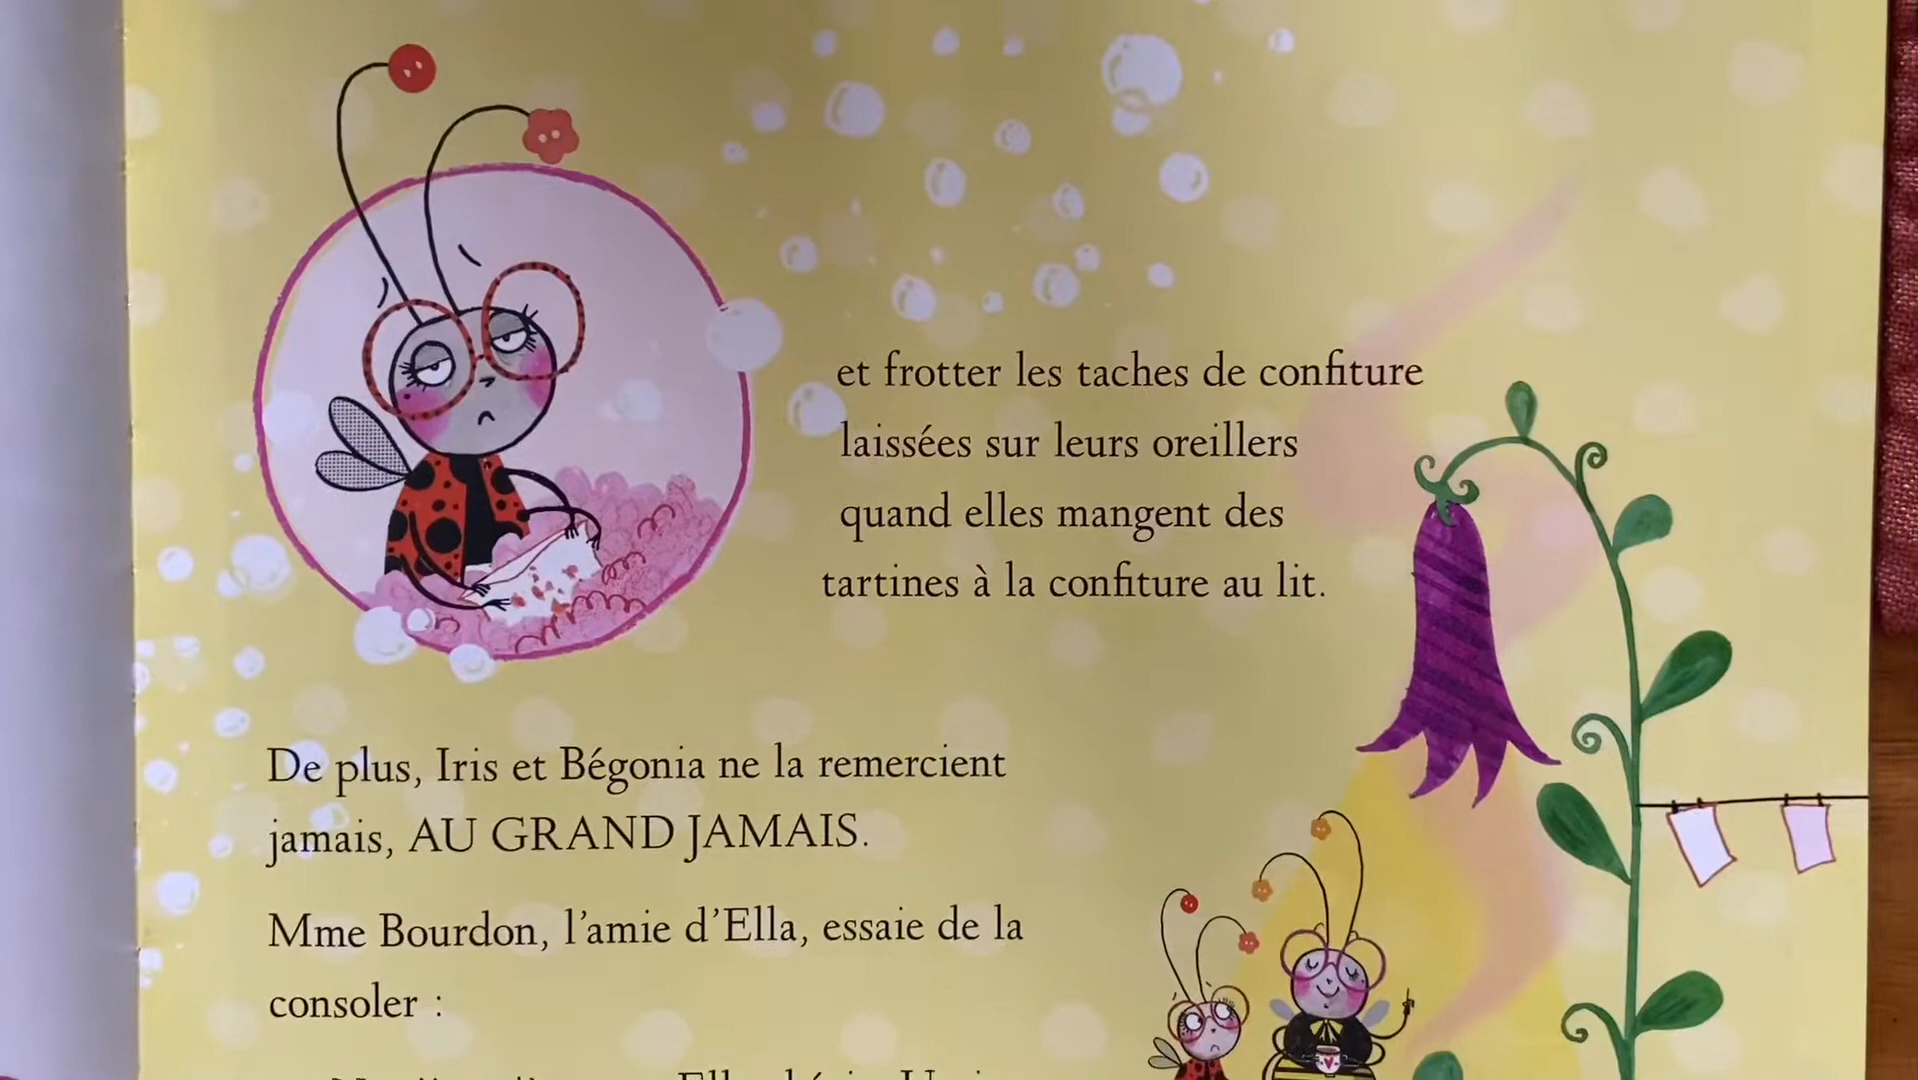 et frotter les taches de confiture
laissées sur leurs oreillers
quand elles mangent des
tartines à la confiture au lit.
De plus, Iris et Bégonia ne la remercient
jamais, AU GRAND JAMAIS.
Mme Bourdon, l’amie d’Ella, essaie de la
consoler :